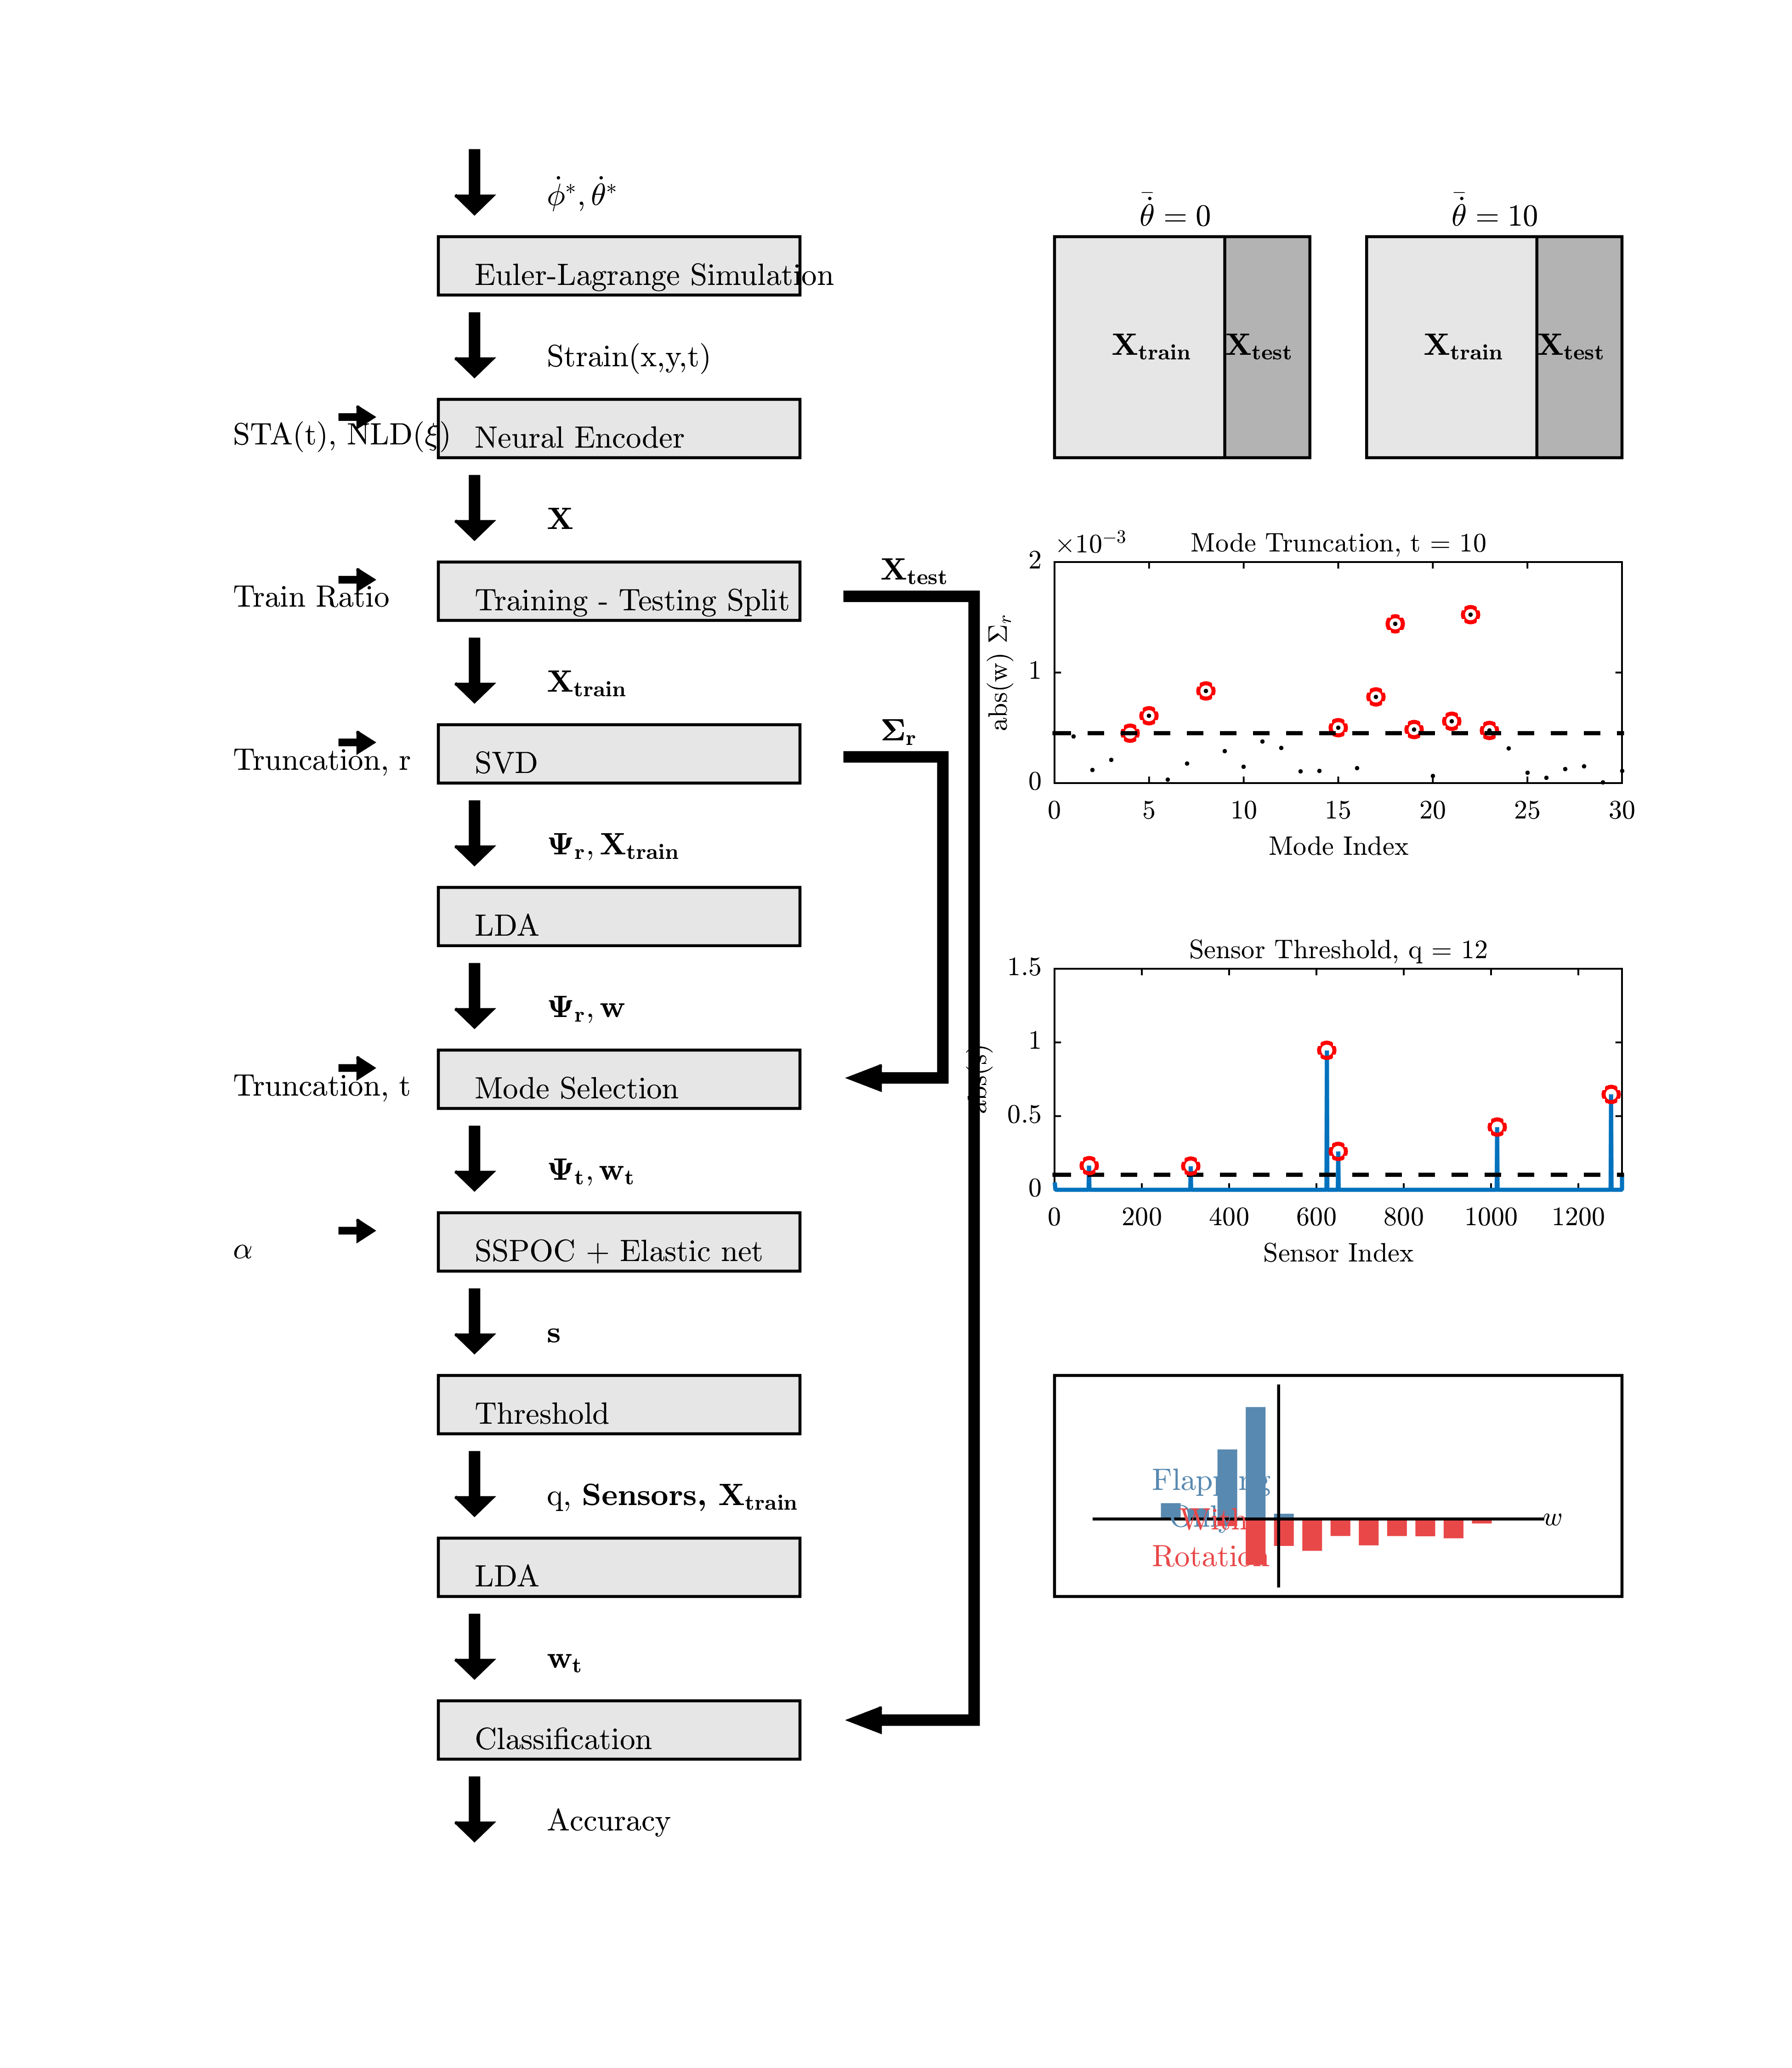 ϕ̇*, θ̇*
Euler-Lagrange Simulation
Strain(x,y,t)
STA(t), NLD(ξ)
Neural Encoder
X
Train Ratio
Training - Testing Split
X_test
X_train
Truncation, r
SVD
Σ_r
Ψ_r, X_train
LDA
Ψ_r, w
Truncation, t
Mode Selection
Ψ_t, w_t
α
SSPOC + Elastic net
s
Threshold
q, Sensors, X_train
LDA
w_t
Classification
Accuracy
θ̇̄ = 0
θ̇̄ = 10
X_train X_test
X_train X_test
×10⁻³
Mode Truncation, t = 10
abs(w) Σ_r
2
1
0
0 5 10 15 20 25 30
Mode Index
Sensor Threshold, q = 12
abs(s)
1.5
1
0.5
0
0 200 400 600 800 1000 1200
Sensor Index
Flapping
Only
With
Rotation
w